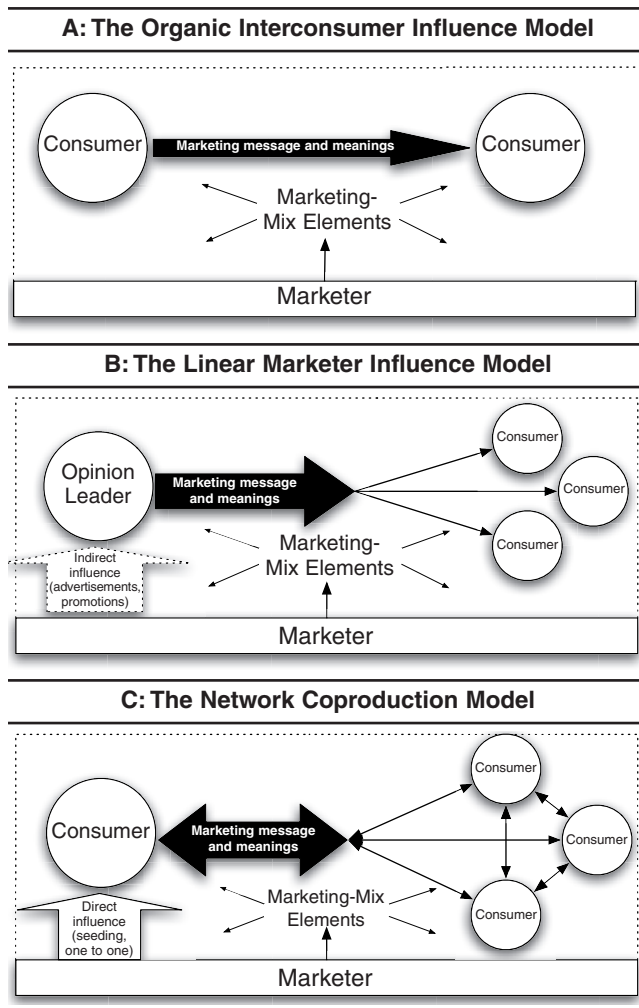 A: The Organic Interconsumer Influence Model
Consumer
Marketing message and meanings
Consumer
Marketing-
Mix Elements
Marketer
B: The Linear Marketer Influence Model
Opinion
Leader
Marketing message
and meanings
Consumer
Consumer
Consumer
Indirect
influence
(advertisements,
promotions)
Marketing-
Mix Elements
Marketer
C: The Network Coproduction Model
Consumer
Marketing message
and meanings
Consumer
Consumer
Consumer
Direct
influence
(seeding,
one to one)
Marketing-Mix
Elements
Marketer